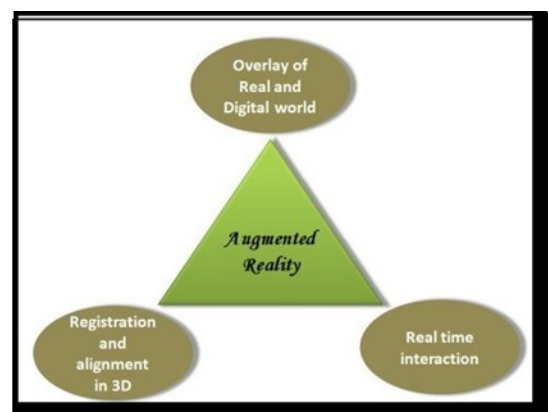 Overlay of
Real and
Digital world
Augmented
Reality
Registration
and
alignment
in 3D
Real time
interaction